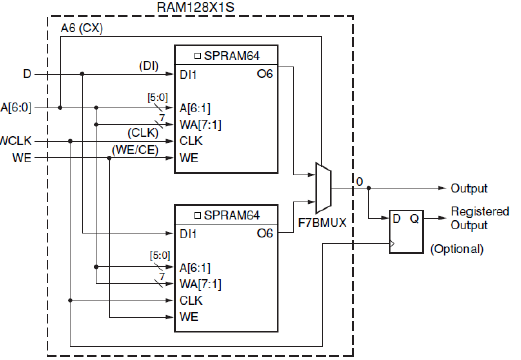 RAM128X1S
A6 (CX)
SPRAM64
D
(DI)
DI1
O6
[5:0]
A[6:0]
A[6:1]
7
WA[7:1]
(CLK)
WCLK
CLK
(WE/CE)
WE
WE
0
Output
F7BMUX
D Q
Registered
Output
(Optional)
SPRAM64
DI1
O6
[5:0]
A[6:1]
7
WA[7:1]
CLK
WE